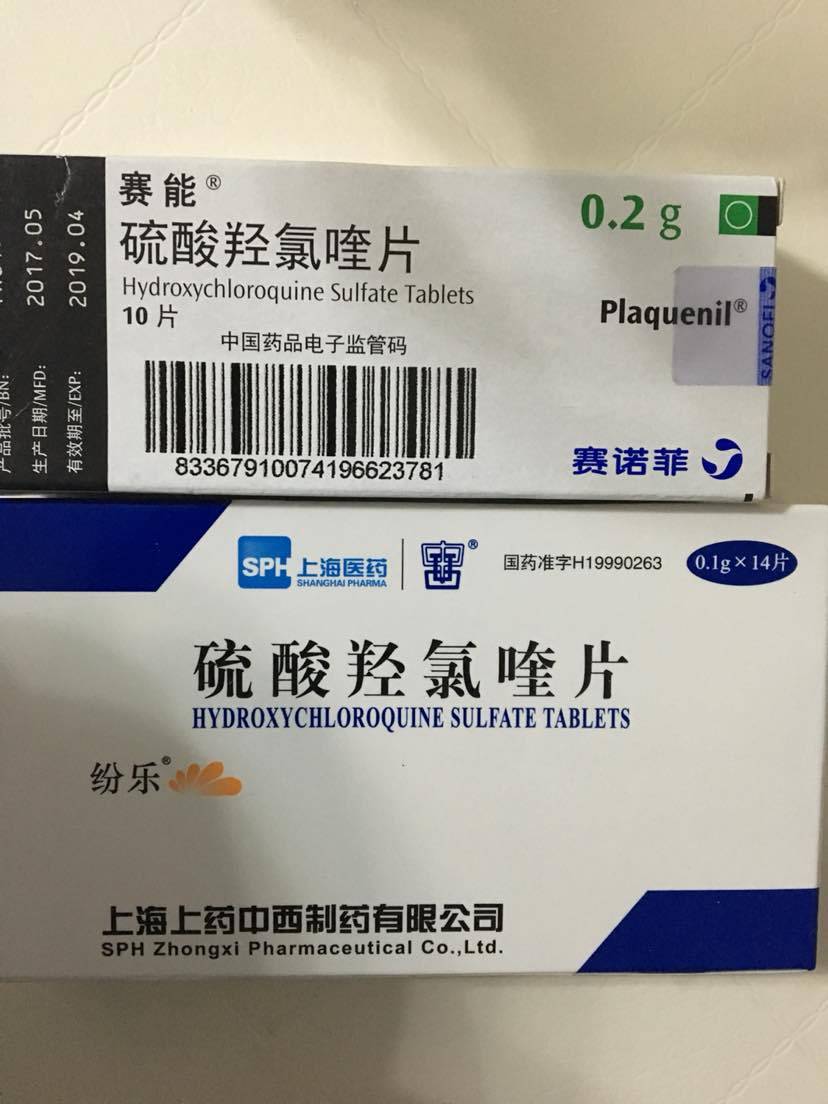 赛能®
0.2 g
硫酸羟氯喹片
Hydroxychloroquine Sulfate Tablets
10 片
Plaquenil®
SANOFI
中国药品电子监管码
83367910074196623781
赛诺菲
产品批号/BN:
生产日期/MFD: 2017.05
有效期至/EXP: 2019.04
SPH 上海医药
SHANGHAI PHARMA
®
国药准字H19990263
0.1g×14片
硫酸羟氯喹片
HYDROXYCHLOROQUINE SULFATE TABLETS
纷乐®
上海上药中西制药有限公司
SPH Zhongxi Pharmaceutical Co.,Ltd.